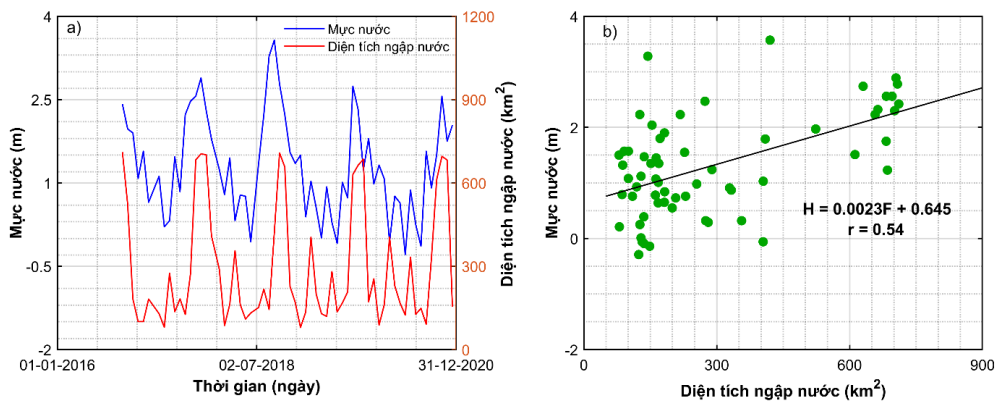 a)
Mực nước
Diện tích ngập nước
4
2.5
1
-0.5
-2
Mực nước (m)
1200
900
600
300
0
Diện tích ngập nước (km²)
01-01-2016
02-07-2018
31-12-2020
Thời gian (ngày)
b)
4
2
0
-2
Mực nước (m)
H = 0.0023F + 0.645
r = 0.54
0
300
600
900
Diện tích ngập nước (km²)